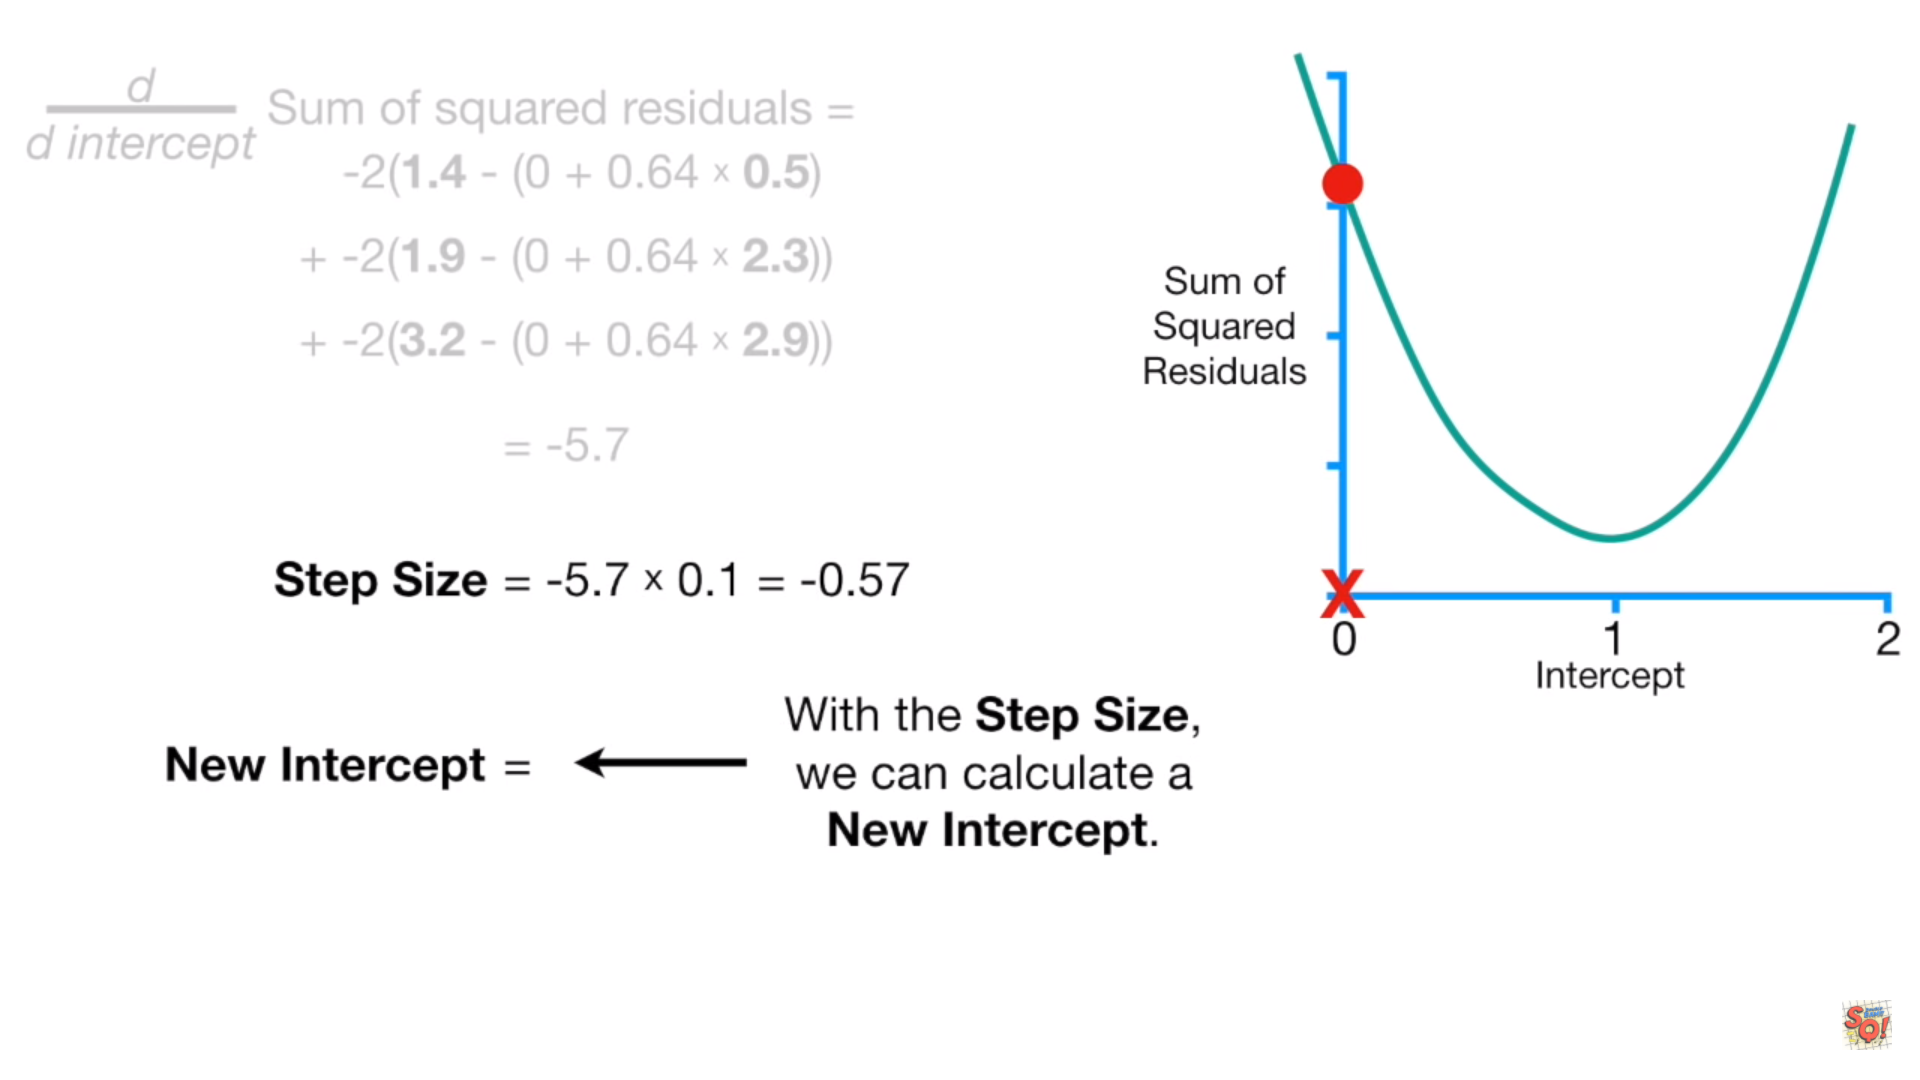 d
d intercept
Sum of squared residuals =
-2(1.4 - (0 + 0.64 × 0.5)
+ -2(1.9 - (0 + 0.64 × 2.3))
+ -2(3.2 - (0 + 0.64 × 2.9))
= -5.7
Step Size = -5.7 × 0.1 = -0.57
New Intercept =
With the Step Size,
we can calculate a
New Intercept.
Sum of
Squared
Residuals
X
0
1
2
Intercept
SQ!